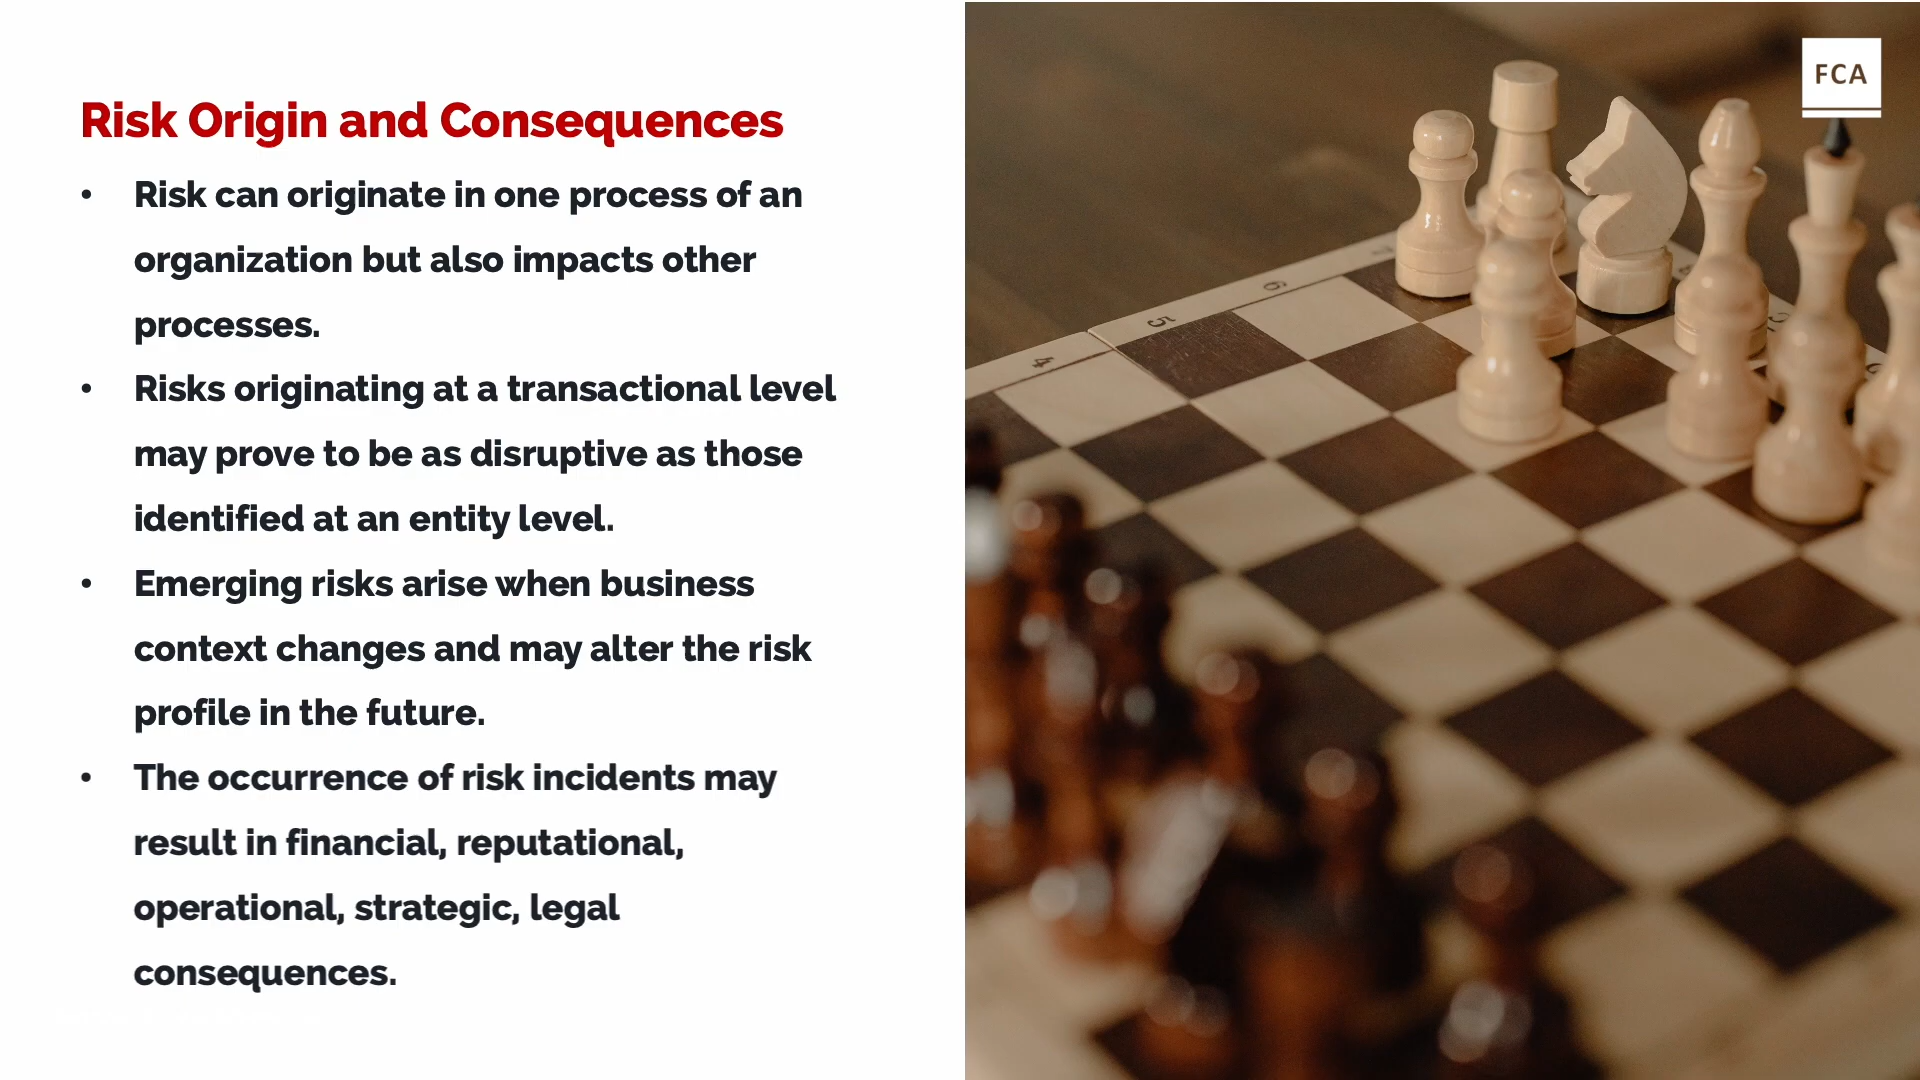 Risk Origin and Consequences
• Risk can originate in one process of an
organization but also impacts other
processes.
• Risks originating at a transactional level
may prove to be as disruptive as those
identified at an entity level.
• Emerging risks arise when business
context changes and may alter the risk
profile in the future.
• The occurrence of risk incidents may
result in financial, reputational,
operational, strategic, legal
consequences.
FCA
4
5
6